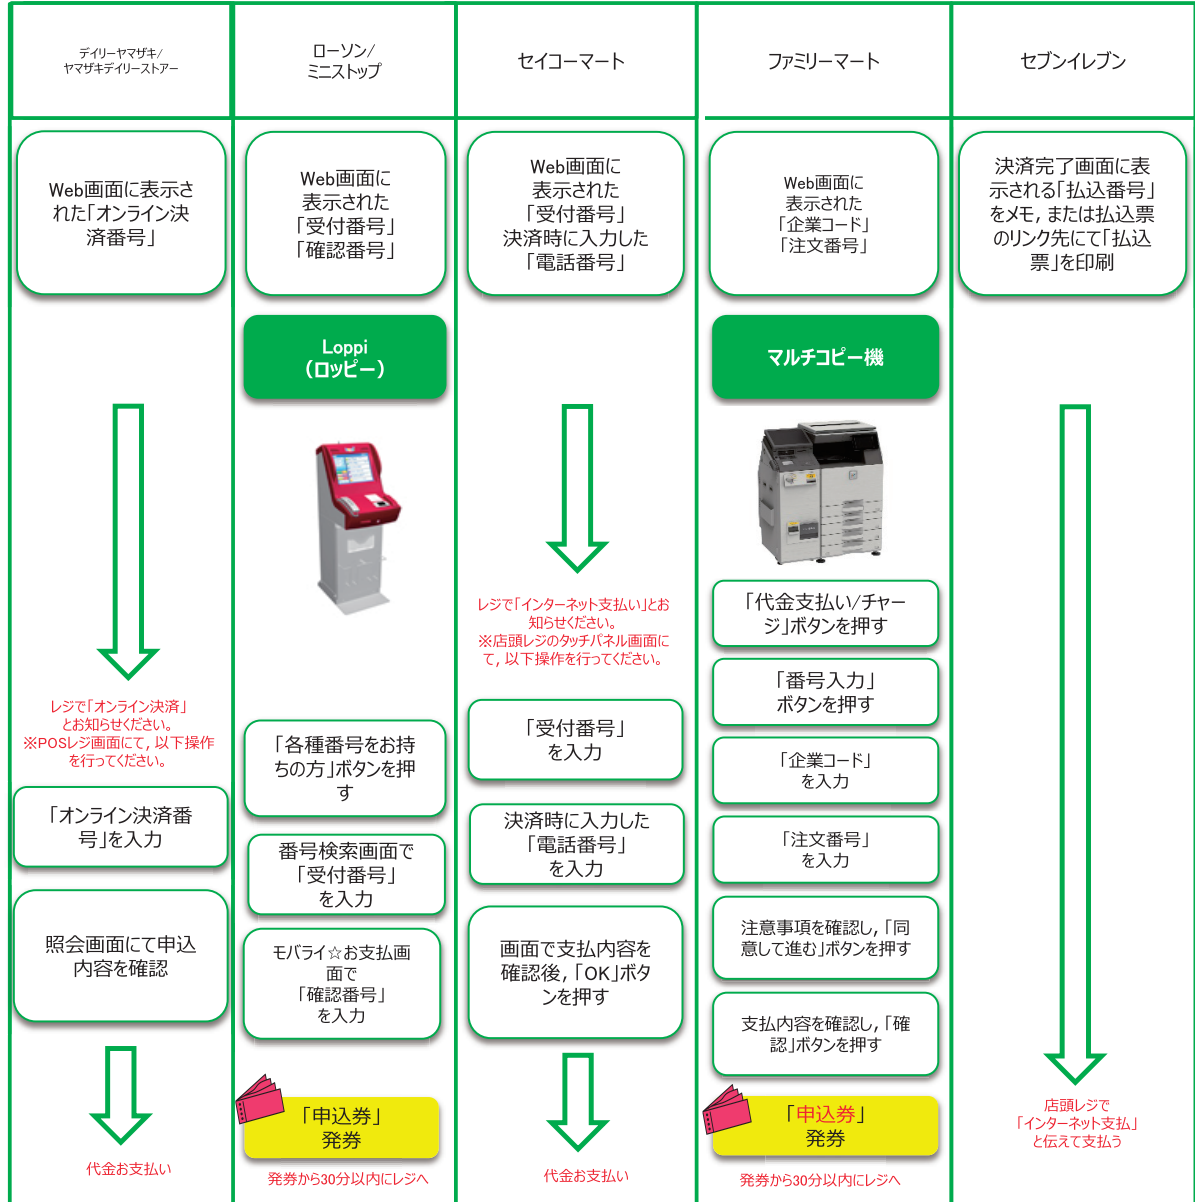 デイリーヤマザキ/
ヤマザキデイリーストアー
ローソン/
ミニストップ
セイコーマート
ファミリーマート
セブンイレブン
Web画面に表示さ
れた「オンライン決
済番号」
レジで「オンライン決済」
とお知らせください。
※POSレジ画面にて，以下操作
を行ってください。
「オンライン決済番
号」を入力
照会画面にて申込
内容を確認
代金お支払い
Web画面に
表示された
「受付番号」
「確認番号」
Loppi
（ロッピー）
「各種番号をお持
ちの方」ボタンを押
す
番号検索画面で
「受付番号」
を入力
モバライ☆お支払画
面で
「確認番号」
を入力
「申込券」
発券
発券から30分以内にレジへ
Web画面に
表示された
「受付番号」
決済時に入力した
「電話番号」
レジで「インターネット支払い」とお
知らせください。
※店頭レジのタッチパネル画面に
て，以下操作を行ってください。
「受付番号」
を入力
決済時に入力した
「電話番号」
を入力
画面で支払内容を
確認後，「OK」ボタ
ンを押す
代金お支払い
Web画面に
表示された
「企業コード」
「注文番号」
マルチコピー機
「代金支払い/チャー
ジ」ボタンを押す
「番号入力」
ボタンを押す
「企業コード」
を入力
「注文番号」
を入力
注意事項を確認し，「同
意して進む」ボタンを押す
支払内容を確認し，「確
認」ボタンを押す
「申込券」
発券
発券から30分以内にレジへ
決済完了画面に表
示される「払込番号」
をメモ，または払込票
のリンク先にて「払込
票」を印刷
店頭レジで
「インターネット支払」
と伝えて支払う